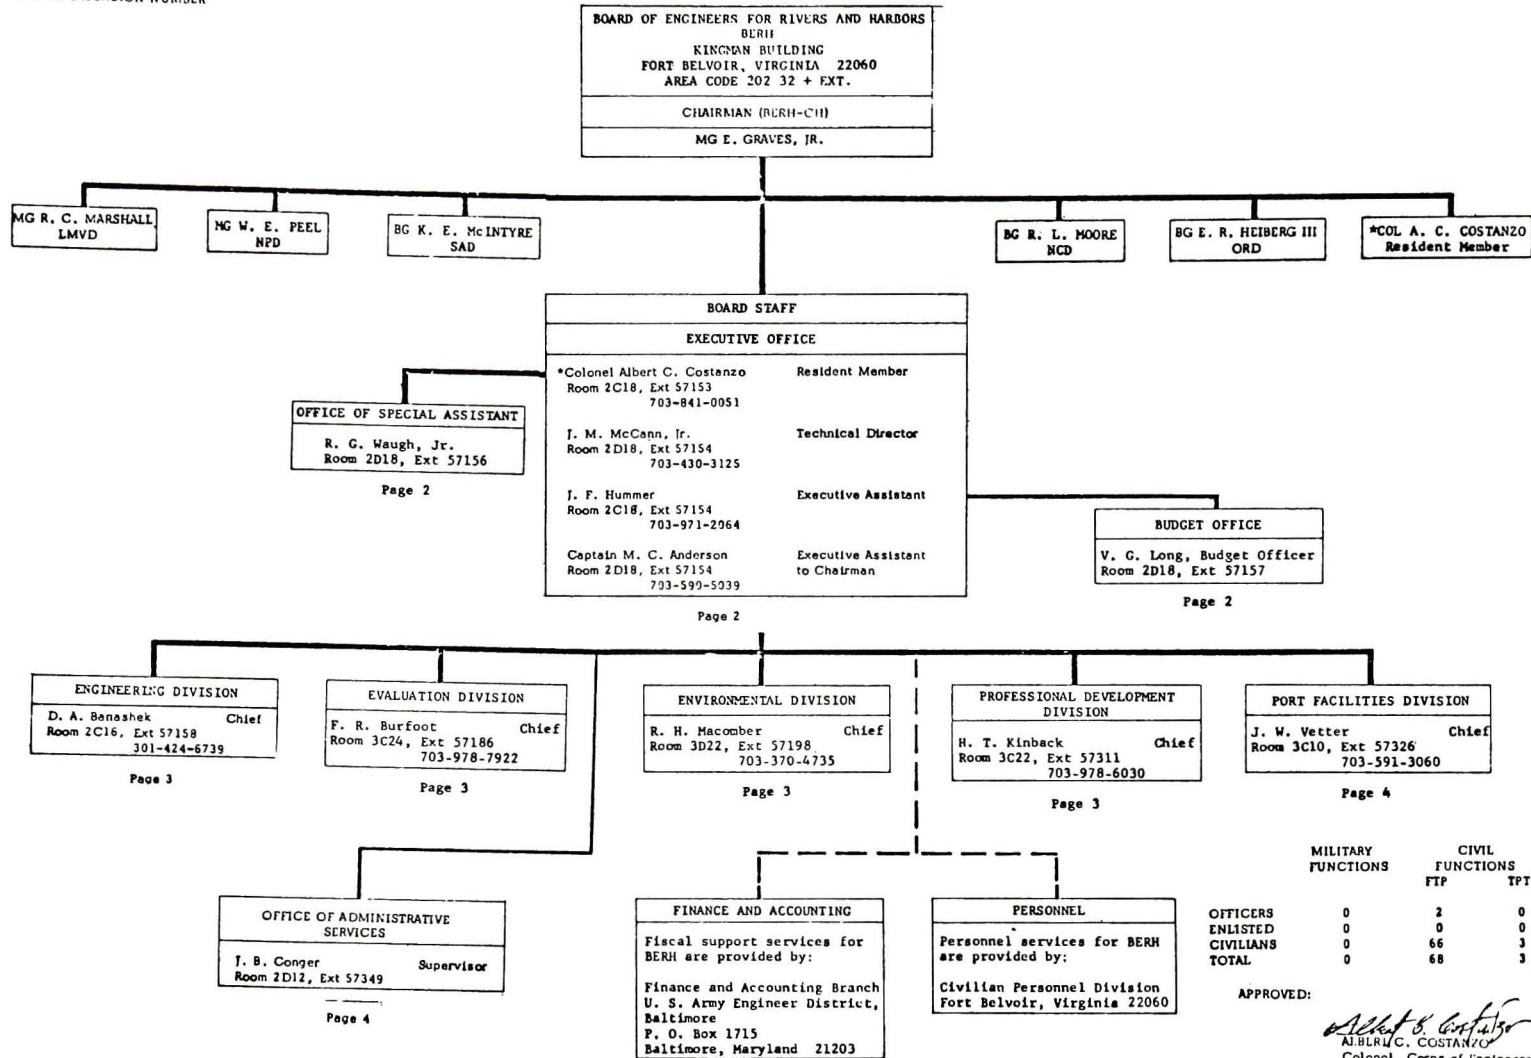 BOARD OF ENGINEERS FOR RIVERS AND HARBORS
BERH
KINGMAN BUILDING
FORT BELVOIR, VIRGINIA 22060
AREA CODE 202 32 + EXT.
CHAIRMAN (BERH-CH)
MG E. GRAVES, JR.
MG R. C. MARSHALL
LMVD
MG W. E. PEEL
NPD
BG K. E. McINTYRE
SAD
BG R. L. MOORE
NCD
BG E. R. HEIBERG III
ORD
*COL A. C. COSTANZO
Resident Member
BOARD STAFF
EXECUTIVE OFFICE
*Colonel Albert C. Costanzo Resident Member
Room 2C18, Ext 57153
703-841-0051
J. M. McCann, Jr. Technical Director
Room 2D18, Ext 57154
703-430-3125
J. F. Hummer Executive Assistant
Room 2C18, Ext 57154
703-971-2064
Captain M. C. Anderson Executive Assistant
Room 2D18, Ext 57154 to Chairman
703-590-5039
Page 2
OFFICE OF SPECIAL ASSISTANT
R. G. Waugh, Jr.
Room 2D18, Ext 57156
Page 2
BUDGET OFFICE
V. G. Long, Budget Officer
Room 2D18, Ext 57157
Page 2
ENGINEERING DIVISION
D. A. Banashek Chief
Room 2C16, Ext 57158
301-424-6739
Page 3
EVALUATION DIVISION
F. R. Burfoot Chief
Room 3C24, Ext 57186
703-978-7922
Page 3
ENVIRONMENTAL DIVISION
R. H. Macomber Chief
Room 3D22, Ext 57198
703-370-4735
Page 3
PROFESSIONAL DEVELOPMENT
DIVISION
H. T. Kinback Chief
Room 3C22, Ext 57311
703-978-6030
Page 3
PORT FACILITIES DIVISION
J. W. Vetter Chief
Room 3C10, Ext 57326
703-591-3060
Page 4
OFFICE OF ADMINISTRATIVE
SERVICES
J. B. Conger Supervisor
Room 2D12, Ext 57349
Page 4
FINANCE AND ACCOUNTING
Fiscal support services for
BERH are provided by:
Finance and Accounting Branch
U. S. Army Engineer District,
Baltimore
P. O. Box 1715
Baltimore, Maryland 21203
PERSONNEL
Personnel services for BERH
are provided by:
Civilian Personnel Division
Fort Belvoir, Virginia 22060
MILITARY CIVIL
FUNCTIONS FUNCTIONS
FTP TPT
OFFICERS 0 2 0
ENLISTED 0 0 0
CIVILIANS 0 66 3
TOTAL 0 68 3
APPROVED:
ALBERT C. COSTANZO
Colonel, Corps of Engineers